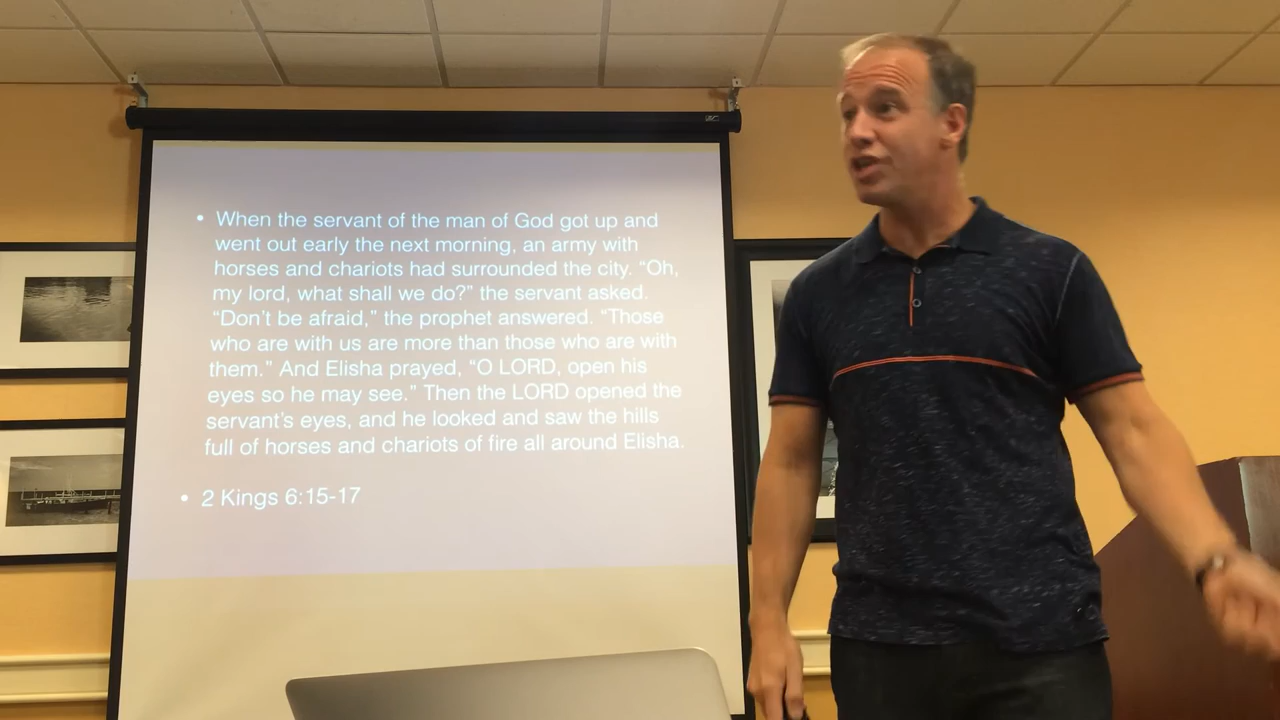 • When the servant of the man of God got up and
went out early the next morning, an army with
horses and chariots had surrounded the city. “Oh,
my lord, what shall we do?” the servant asked.
“Don’t be afraid,” the prophet answered. “Those
who are with us are more than those who are with
them.” And Elisha prayed, “O LORD, open his
eyes so he may see.” Then the LORD opened the
servant’s eyes, and he looked and saw the hills
full of horses and chariots of fire all around Elisha.
• 2 Kings 6:15-17